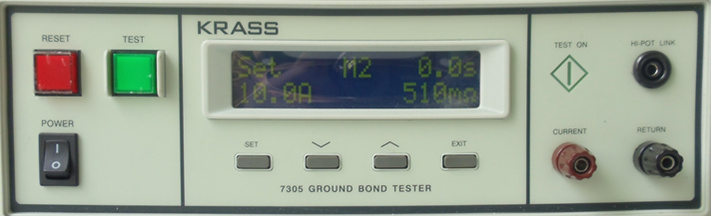 KRASS
RESET TEST
Set M2 0.0s
10.0A 510mΩ
TEST ON HI-POT LINK
POWER
I
O
SET EXIT
CURRENT RETURN
7305 GROUND BOND TESTER